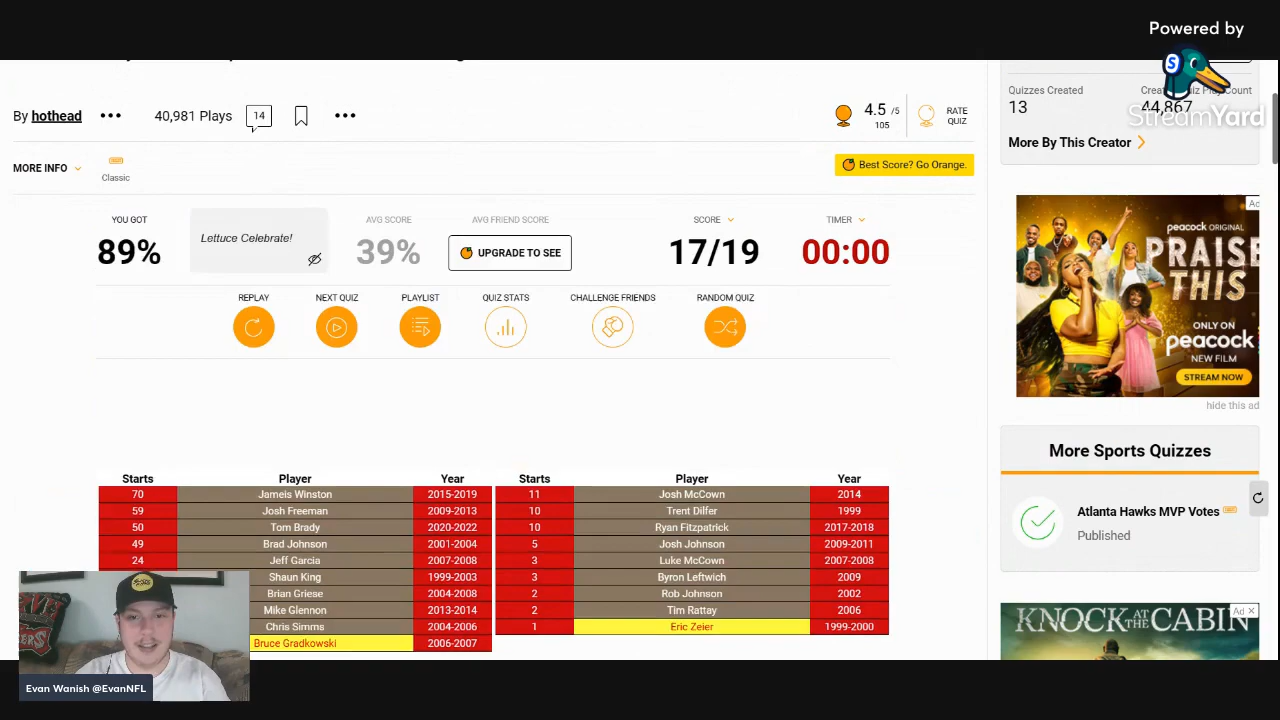 Powered by
StreamYard
By hothead
40,981 Plays
14
4.5 /5
105
RATE
QUIZ
MORE INFO
Classic
Best Score? Go Orange.
YOU GOT
89%
Lettuce Celebrate!
AVG SCORE
39%
AVG FRIEND SCORE
UPGRADE TO SEE
SCORE
17/19
TIMER
00:00
REPLAY
NEXT QUIZ
PLAYLIST
QUIZ STATS
CHALLENGE FRIENDS
RANDOM QUIZ
Starts Player Year
70 Jameis Winston 2015-2019
59 Josh Freeman 2009-2013
50 Tom Brady 2020-2022
49 Brad Johnson 2001-2004
24 Jeff Garcia 2007-2008
Shaun King 1999-2003
Brian Griese 2004-2008
Mike Glennon 2013-2014
Chris Simms 2004-2006
Bruce Gradkowski 2006-2007
Starts Player Year
11 Josh McCown 2014
10 Trent Dilfer 1999
10 Ryan Fitzpatrick 2017-2018
5 Josh Johnson 2009-2011
3 Luke McCown 2007-2008
3 Byron Leftwich 2009
2 Rob Johnson 2002
2 Tim Rattay 2006
1 Eric Zeier 1999-2000
Quizzes Created
13
44,867
More By This Creator
Ad
peacock ORIGINAL
PRAISE
THIS
ONLY ON
peacock
NEW FILM
STREAM NOW
hide this ad
More Sports Quizzes
Atlanta Hawks MVP Votes
Published
Ad
KNOCK AT THE CABIN
Evan Wanish @EvanNFL